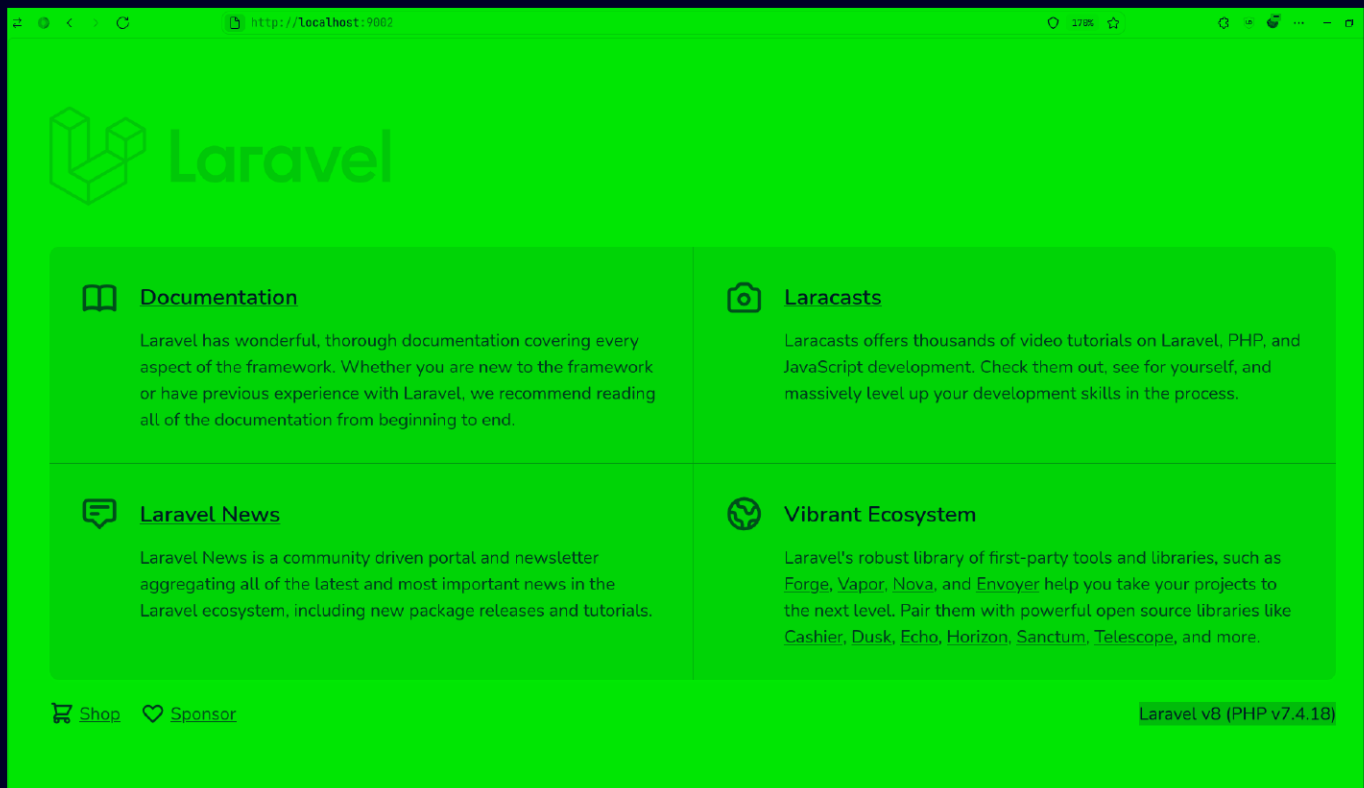 http://localhost:9002
170%
Laravel
Documentation
Laravel has wonderful, thorough documentation covering every
aspect of the framework. Whether you are new to the framework
or have previous experience with Laravel, we recommend reading
all of the documentation from beginning to end.
Laracasts
Laracasts offers thousands of video tutorials on Laravel, PHP, and
JavaScript development. Check them out, see for yourself, and
massively level up your development skills in the process.
Laravel News
Laravel News is a community driven portal and newsletter
aggregating all of the latest and most important news in the
Laravel ecosystem, including new package releases and tutorials.
Vibrant Ecosystem
Laravel's robust library of first-party tools and libraries, such as
Forge, Vapor, Nova, and Envoyer help you take your projects to
the next level. Pair them with powerful open source libraries like
Cashier, Dusk, Echo, Horizon, Sanctum, Telescope, and more.
Shop
Sponsor
Laravel v8 (PHP v7.4.18)